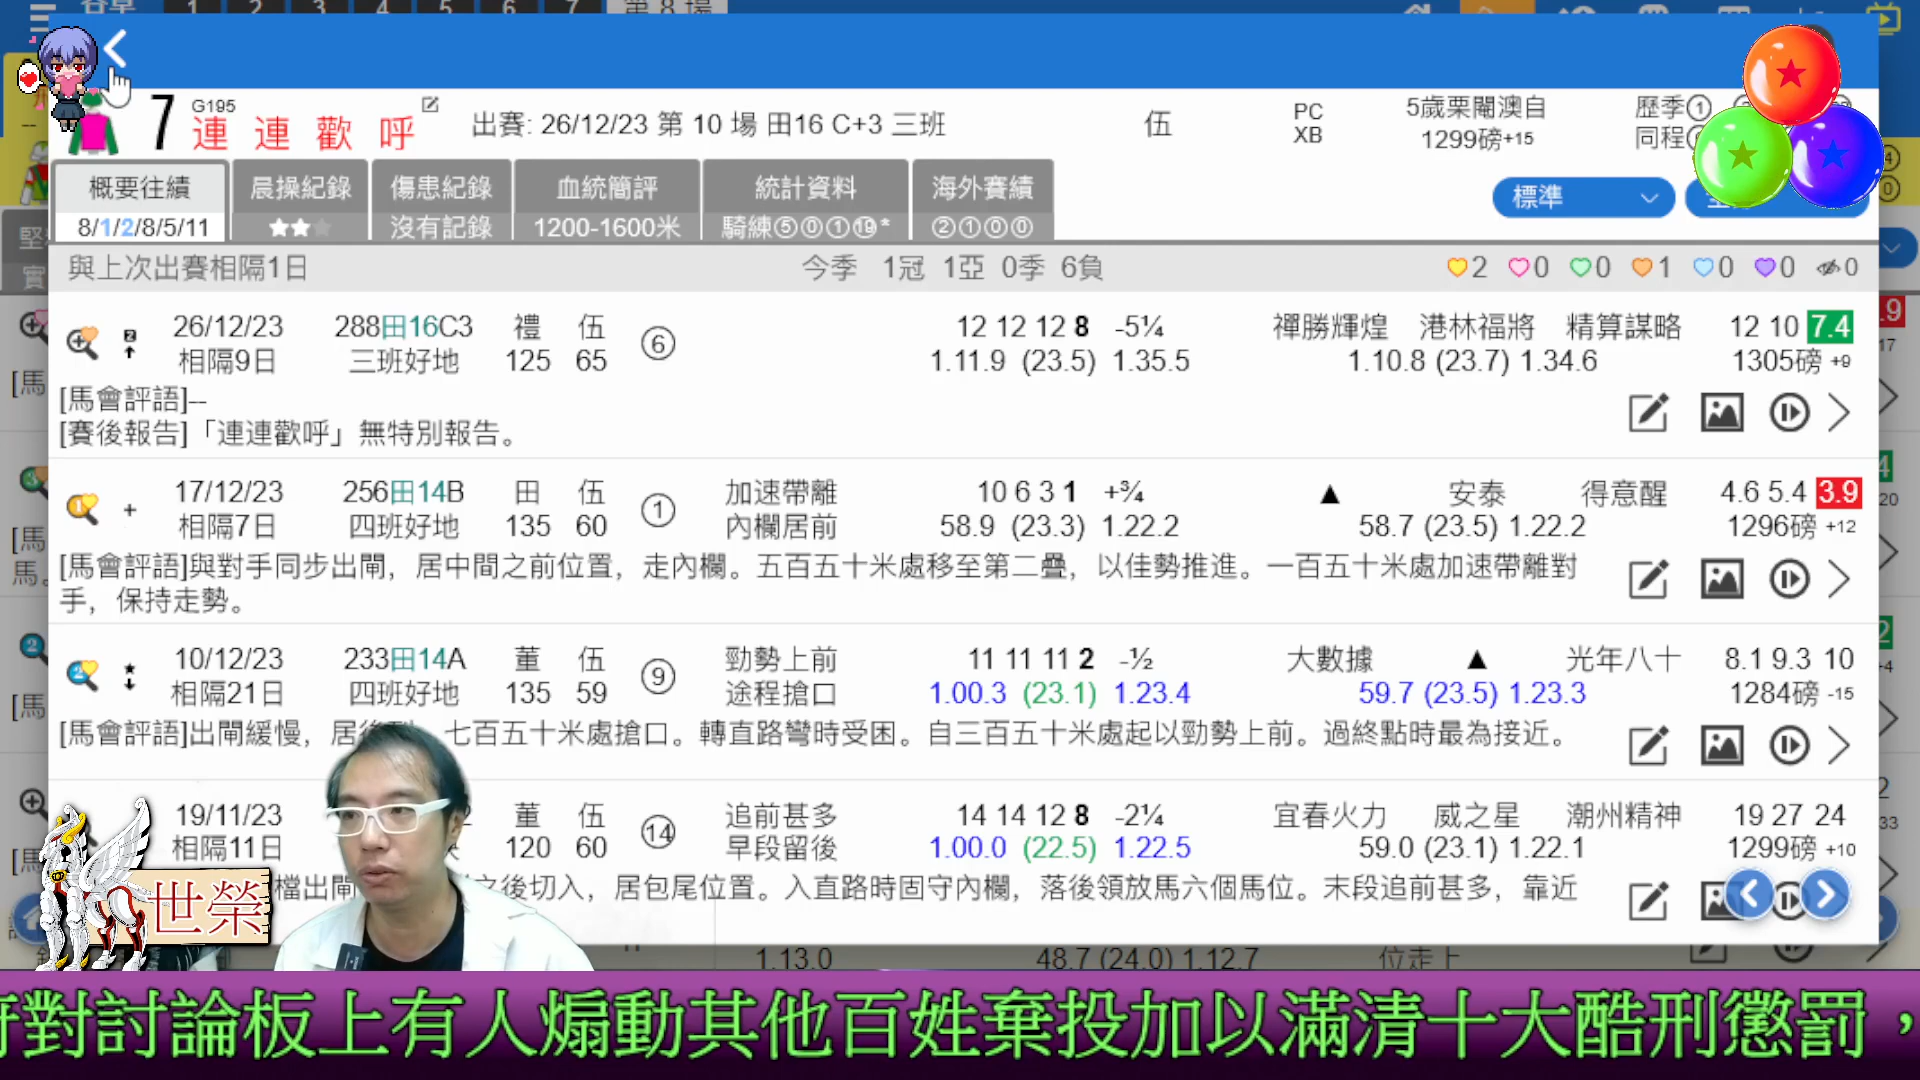 第 8 場
7 G195 連連歡呼 出賽: 26/12/23 第 10 場 田16 C+3 三班 伍 PC XB 5歲栗閹澳自 1299磅+15 歷季① 同程
概要往績 晨操紀錄 傷患紀錄 血統簡評 統計資料 海外賽績 標準
8/1/2/8/5/11 ★★★ 沒有記錄 1200-1600米 騎練⑤⓪①⑲* ②①⓪⓪
與上次出賽相隔1日 今季 1冠 1亞 0季 6負 2 0 0 1 0 0 0
26/12/23 288田16C3 禮 伍 ⑥ 12 12 12 8 -5¼ 禪勝輝煌 港林福將 精算謀略 12 10 7.4
相隔9日 三班好地 125 65 1.11.9 (23.5) 1.35.5 1.10.8 (23.7) 1.34.6 1305磅 +9
[馬會評語]--
[賽後報告]「連連歡呼」無特別報告。
17/12/23 256田14B 田 伍 ① 加速帶離 10 6 3 1 +¾ ▲ 安泰 得意醒 4.6 5.4 3.9
相隔7日 四班好地 135 60 內欄居前 58.9 (23.3) 1.22.2 58.7 (23.5) 1.22.2 1296磅 +12
[馬會評語]與對手同步出閘，居中間之前位置，走內欄。五百五十米處移至第二疊，以佳勢推進。一百五十米處加速帶離對
手，保持走勢。
10/12/23 233田14A 董 伍 ⑨ 勁勢上前 11 11 11 2 -½ 大數據 ▲ 光年八十 8.1 9.3 10
相隔21日 四班好地 135 59 途程搶口 1.00.3 (23.1) 1.23.4 59.7 (23.5) 1.23.3 1284磅 -15
[馬會評語]出閘緩慢，居後 七百五十米處搶口。轉直路彎時受困。自三百五十米處起以勁勢上前。過終點時最為接近。
19/11/23 董 伍 ⑭ 追前甚多 14 14 12 8 -2¼ 宜春火力 威之星 潮州精神 19 27 24
相隔11日 120 60 早段留後 1.00.0 (22.5) 1.22.5 59.0 (23.1) 1.22.1 1299磅 +10
檔出閘 之後切入，居包尾位置。入直路時固守內欄，落後領放馬六個馬位。末段追前甚多，靠近
世榮
1.13.0 48.7 (24.0) 1.12.7 位走上
對討論板上有人煽動其他百姓棄投加以滿清十大酷刑懲罰，